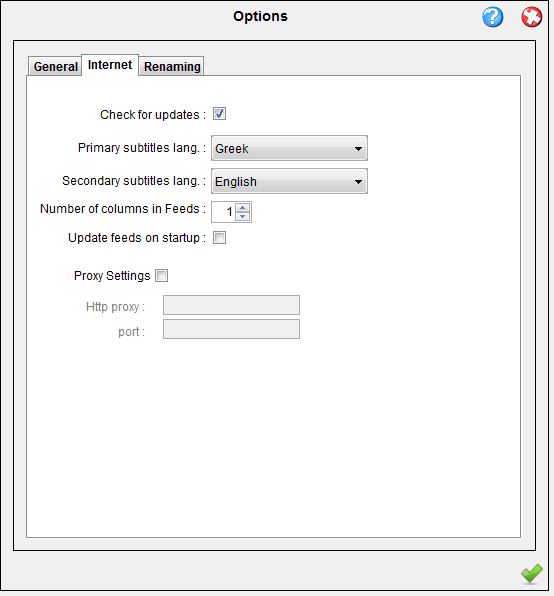 Options
General Internet Renaming
Check for updates :
Primary subtitles lang. : Greek
Secondary subtitles lang. : English
Number of columns in Feeds : 1
Update feeds on startup :
Proxy Settings
Http proxy :
port :